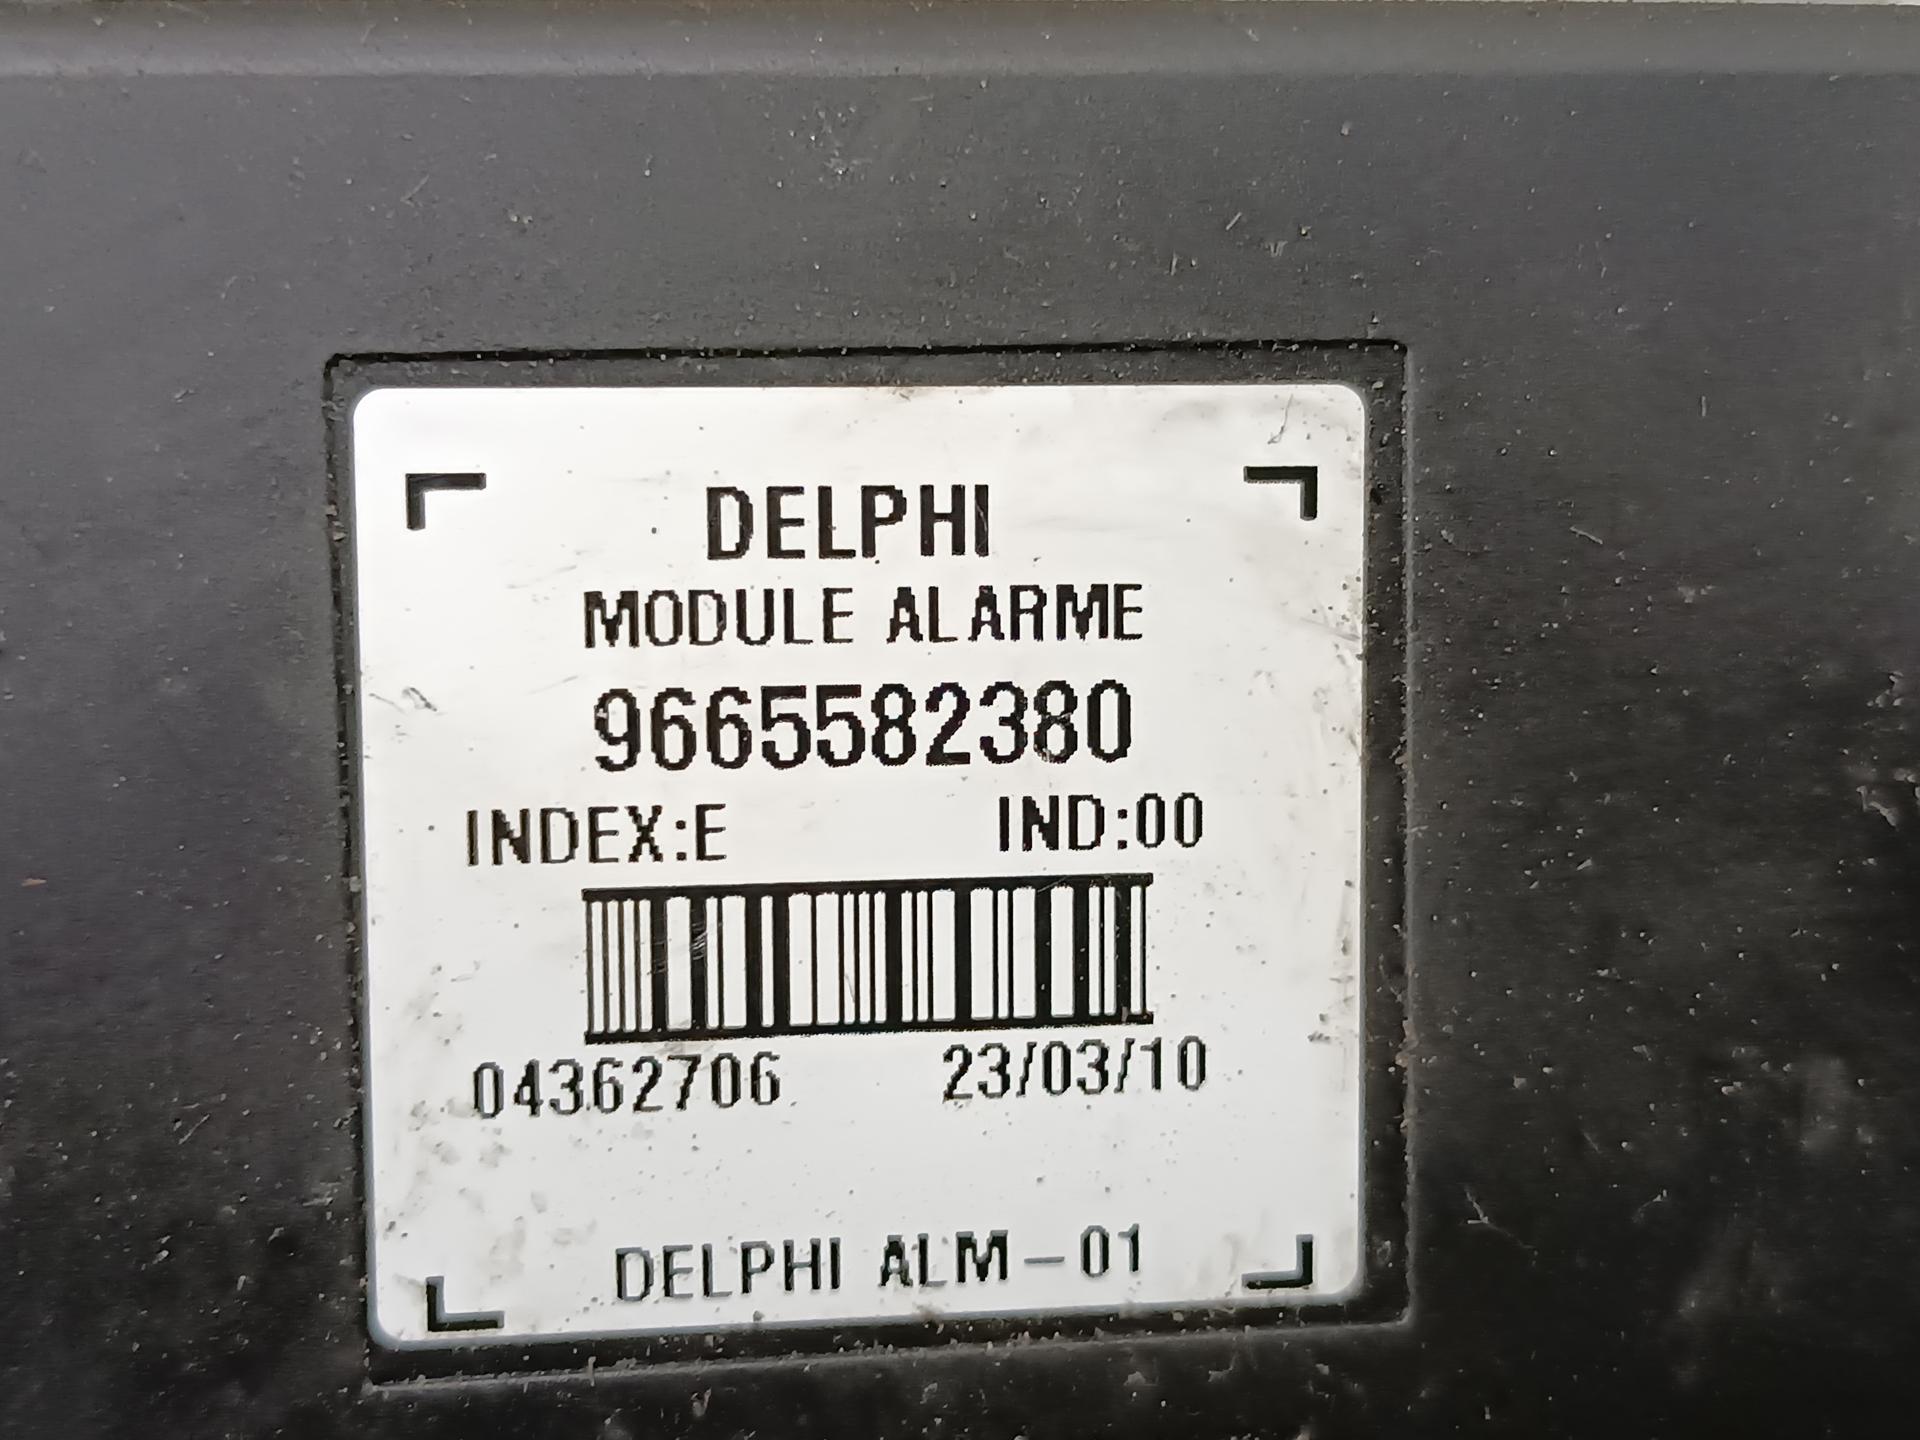 DELPHI
MODULE ALARME
9665582380
INDEX:E IND:00
04362706 23/03/10
DELPHI ALM-01